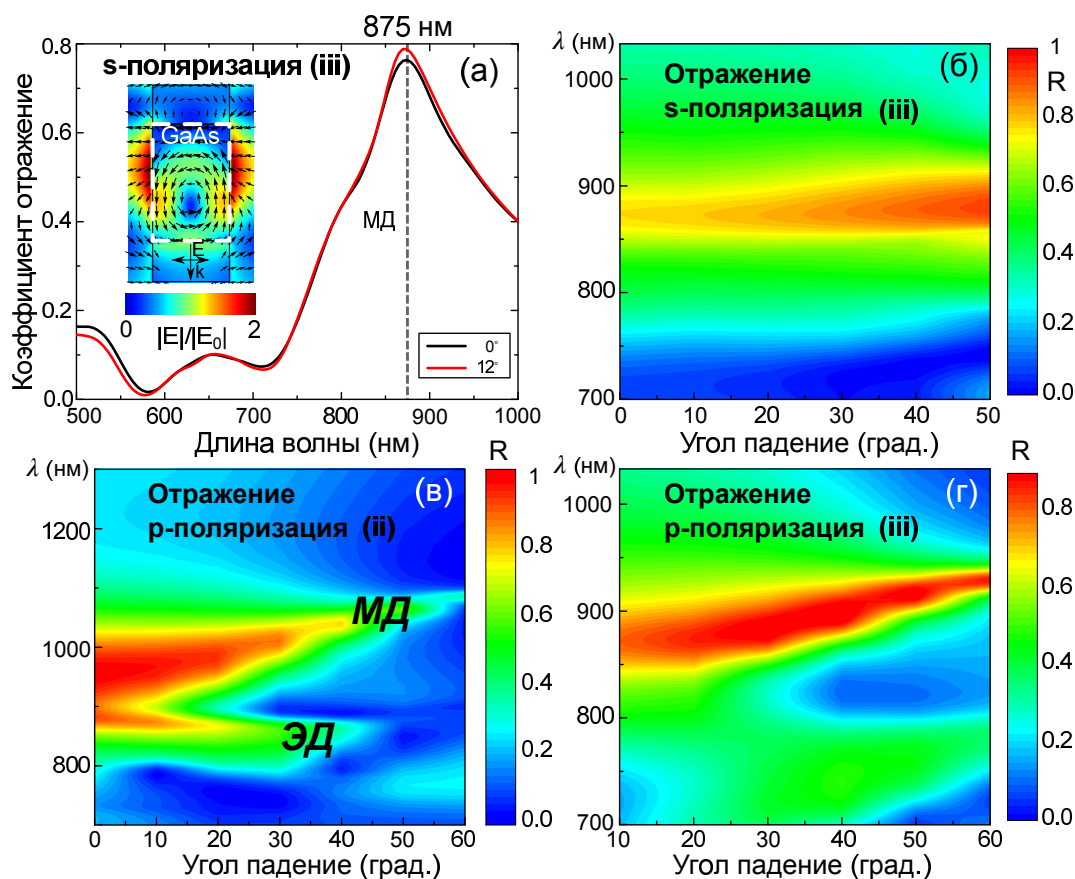 875 нм
s-поляризация (iii)
(а)
GaAs
E
k
0 2
|E|/|E₀|
МД
0°
12°
Коэффициент отражение
0.8
0.6
0.4
0.2
0.0
500 600 700 800 900 1000
Длина волны (нм)
λ (нм)
Отражение
s-поляризация (iii)
(б)
1000
900
800
700
0 10 20 30 40 50
Угол падение (град.)
R
1
0.8
0.6
0.4
0.2
0.0
λ (нм)
Отражение
p-поляризация (ii)
(в)
МД
ЭД
1200
1000
800
0 10 20 30 40 50 60
Угол падение (град.)
R
1
0.8
0.6
0.4
0.2
0.0
λ (нм)
Отражение
p-поляризация (iii)
(г)
1000
900
800
700
10 20 30 40 50 60
Угол падение (град.)
R
0.8
0.6
0.4
0.2
0.0